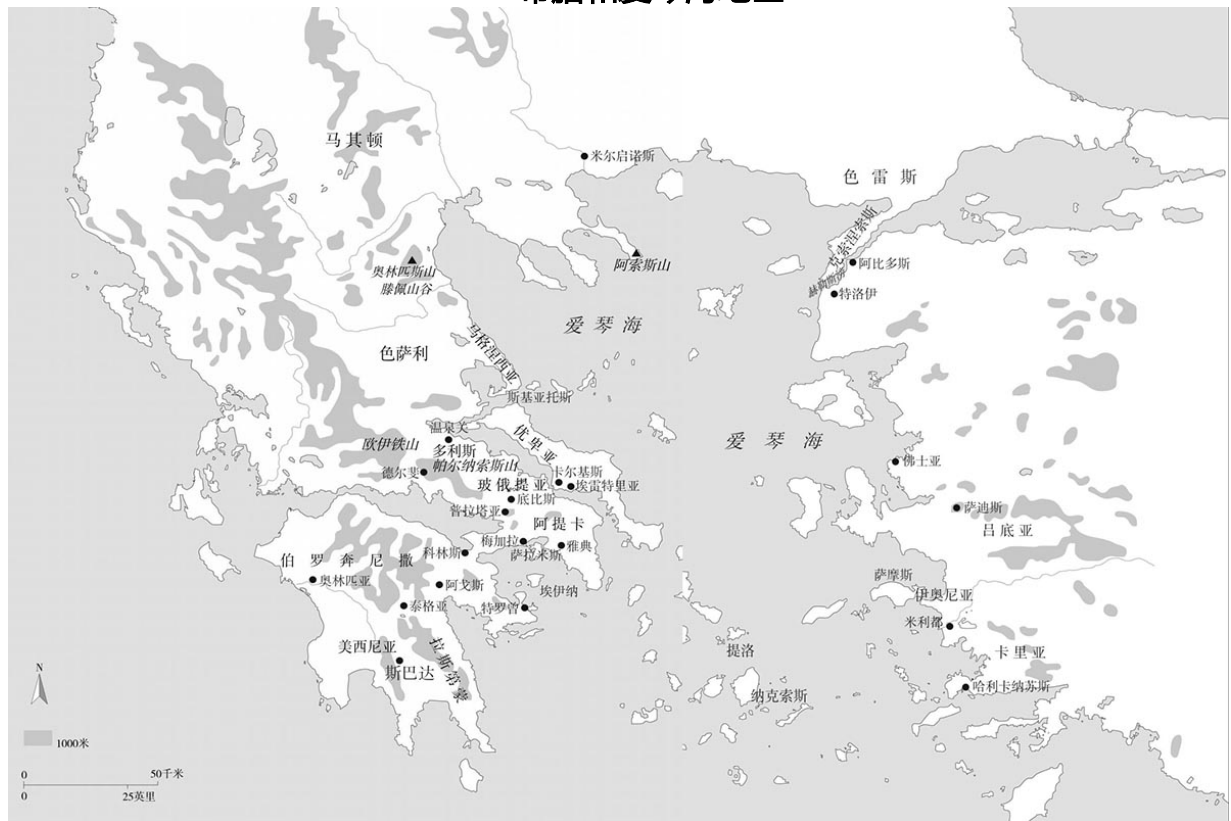 马其顿
米尔启诺斯
色雷斯
克索涅索斯
阿比多斯
奥林匹斯山
滕佩山谷
阿索斯山
特洛伊
爱琴海
马格涅西亚
色萨利
斯基亚托斯
温泉关
优卑亚
欧伊铁山
多利斯
爱琴海
德尔斐
帕尔纳索斯山
佛士亚
卡尔基斯
玻俄提亚
埃雷特里亚
底比斯
普拉塔亚
萨迪斯
阿提卡
吕底亚
梅加拉
雅典
科林斯
萨拉米斯
伯罗奔尼撒
奥林匹亚
阿戈斯
埃伊纳
萨摩斯
伊奥尼亚
泰格亚
特罗曾
米利都
美西尼亚
拉斯第蒙
提洛
卡里亚
斯巴达
纳克索斯
哈利卡纳苏斯
N
1000米
0 50千米
0 25英里